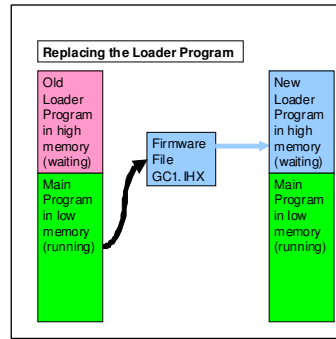 Replacing the Loader Program
Old
Loader
Program
in high
memory
(waiting)
Main
Program
in low
memory
(running)
Firmware
File
GC1.IHX
New
Loader
Program
in high
memory
(waiting)
Main
Program
in low
memory
(running)